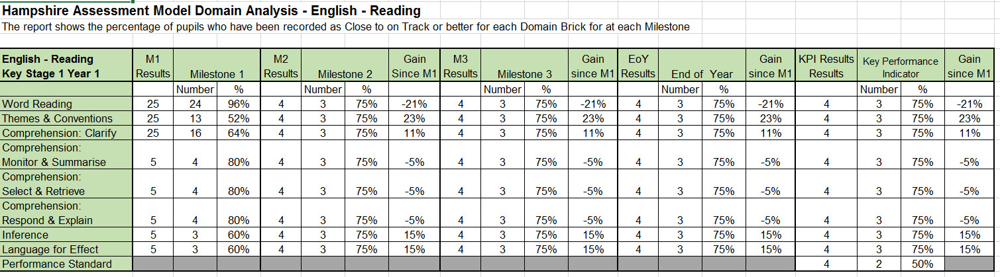 Hampshire Assessment Model Domain Analysis - English - Reading
The report shows the percentage of pupils who have been recorded as Close to on Track or better for each Domain Brick for at each Milestone
English - Reading M1 M2 Gain M3 Gain EoY Gain KPI Results Key Performance Gain
Key Stage 1 Year 1 Results Milestone 1 Results Milestone 2 Since M1 Results Milestone 3 since M1 Results End of Year since M1 Results Indicator since M1
Number % Number % Number % Number % Number %
Word Reading 25 24 96% 4 3 75% -21% 4 3 75% -21% 4 3 75% -21% 4 3 75% -21%
Themes & Conventions 25 13 52% 4 3 75% 23% 4 3 75% 23% 4 3 75% 23% 4 3 75% 23%
Comprehension: Clarify 25 16 64% 4 3 75% 11% 4 3 75% 11% 4 3 75% 11% 4 3 75% 11%
Comprehension:
Monitor & Summarise 5 4 80% 4 3 75% -5% 4 3 75% -5% 4 3 75% -5% 4 3 75% -5%
Comprehension:
Select & Retrieve 5 4 80% 4 3 75% -5% 4 3 75% -5% 4 3 75% -5% 4 3 75% -5%
Comprehension:
Respond & Explain 5 4 80% 4 3 75% -5% 4 3 75% -5% 4 3 75% -5% 4 3 75% -5%
Inference 5 3 60% 4 3 75% 15% 4 3 75% 15% 4 3 75% 15% 4 3 75% 15%
Language for Effect 5 3 60% 4 3 75% 15% 4 3 75% 15% 4 3 75% 15% 4 3 75% 15%
Performance Standard 4 2 50%